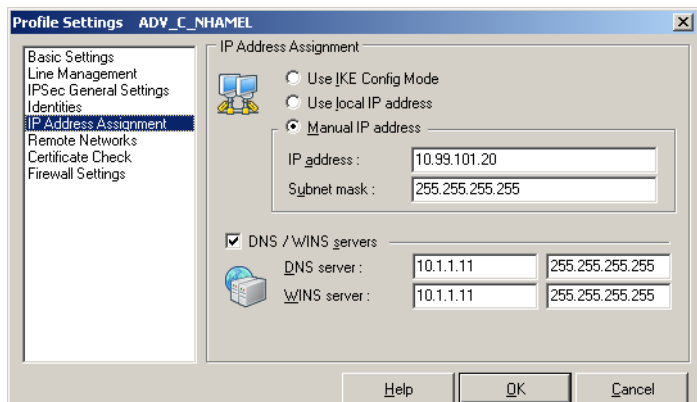 Profile Settings ADV_C_NHAMEL
Basic Settings
Line Management
IPSec General Settings
Identities
IP Address Assignment
Remote Networks
Certificate Check
Firewall Settings
IP Address Assignment
Use IKE Config Mode
Use local IP address
Manual IP address
IP address : 10.99.101.20
Subnet mask : 255.255.255.255
DNS / WINS servers
DNS server : 10.1.1.11 255.255.255.255
WINS server : 10.1.1.11 255.255.255.255
Help OK Cancel